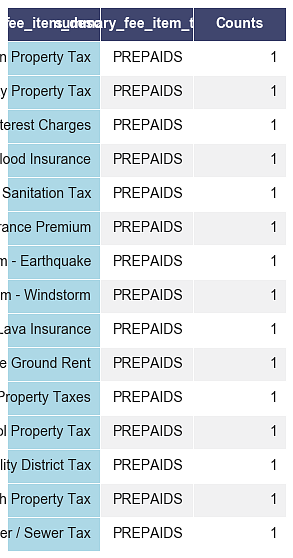 fee_item_name summary_fee_item_t Counts
n Property Tax PREPAIDS 1
y Property Tax PREPAIDS 1
terest Charges PREPAIDS 1
lood Insurance PREPAIDS 1
Sanitation Tax PREPAIDS 1
rance Premium PREPAIDS 1
m - Earthquake PREPAIDS 1
m - Windstorm PREPAIDS 1
Lava Insurance PREPAIDS 1
e Ground Rent PREPAIDS 1
Property Taxes PREPAIDS 1
ol Property Tax PREPAIDS 1
lity District Tax PREPAIDS 1
h Property Tax PREPAIDS 1
er / Sewer Tax PREPAIDS 1